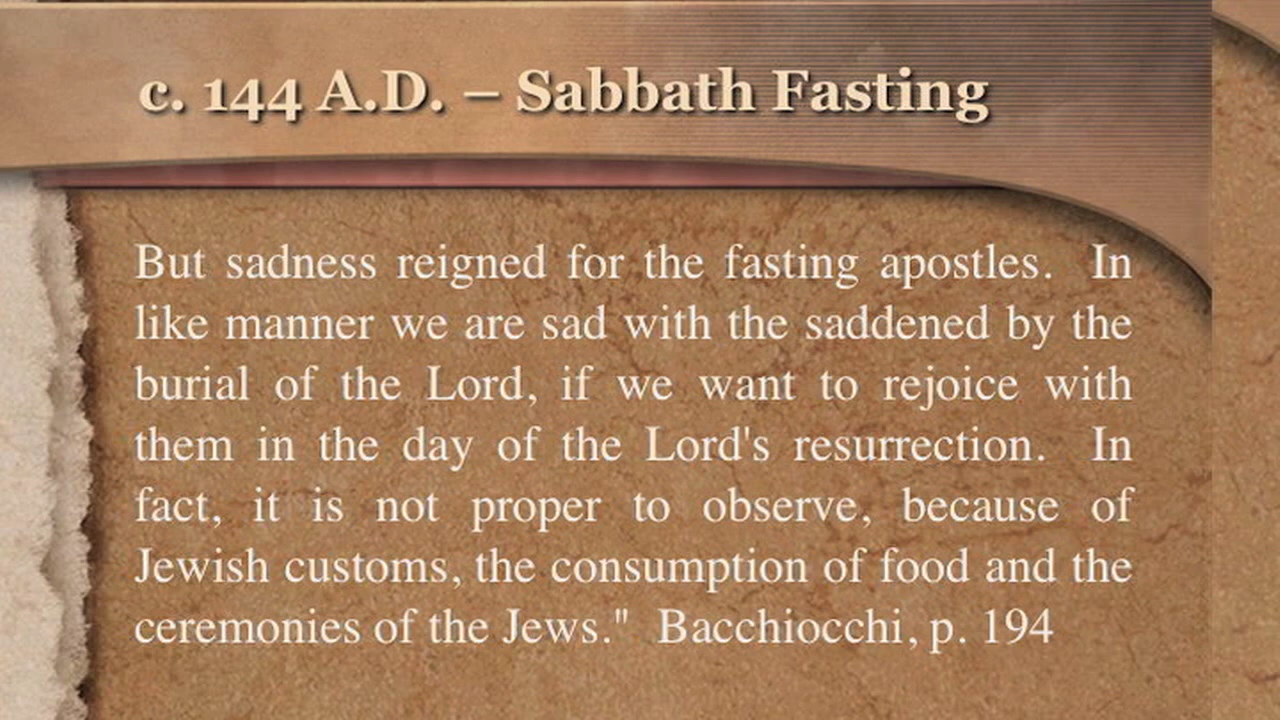 c. 144 A.D. – Sabbath Fasting
But sadness reigned for the fasting apostles.  In
like manner we are sad with the saddened by the
burial of the Lord, if we want to rejoice with
them in the day of the Lord's resurrection.  In
fact, it is not proper to observe, because of
Jewish customs, the consumption of food and the
ceremonies of the Jews."  Bacchiocchi, p. 194